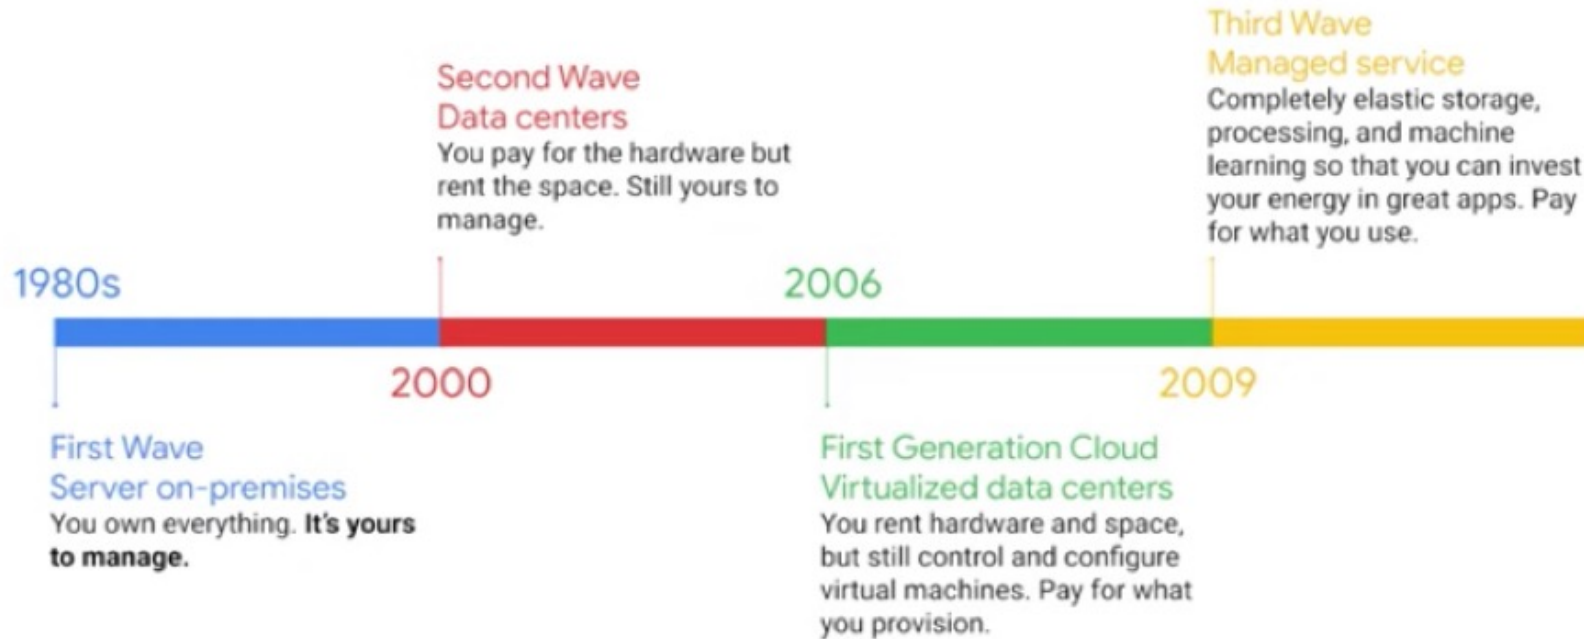 1980s
First Wave
Server on-premises
You own everything. It's yours
to manage.
Second Wave
Data centers
You pay for the hardware but
rent the space. Still yours to
manage.
2000
2006
First Generation Cloud
Virtualized data centers
You rent hardware and space,
but still control and configure
virtual machines. Pay for what
you provision.
Third Wave
Managed service
Completely elastic storage,
processing, and machine
learning so that you can invest
your energy in great apps. Pay
for what you use.
2009